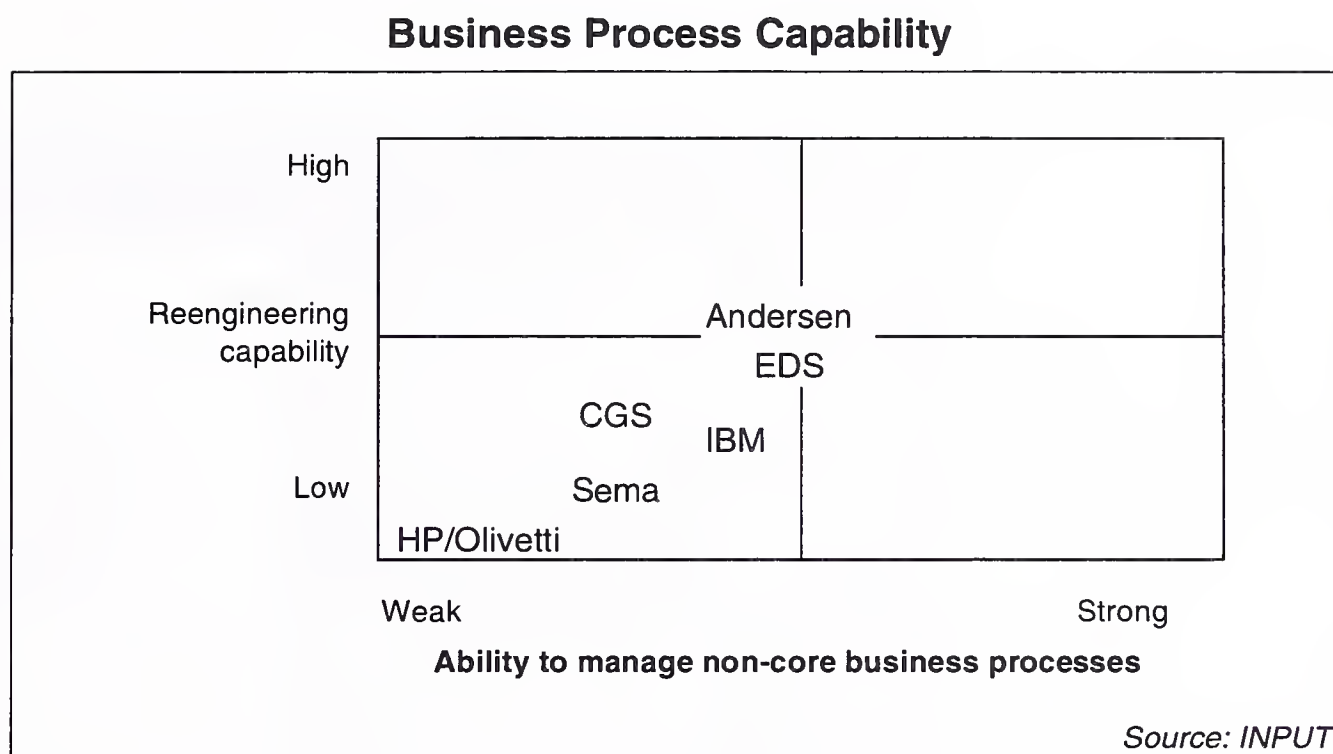 Business Process Capability
High
Reengineering
capability
Andersen
EDS
CGS
IBM
Low
Sema
HP/Olivetti
Weak
Strong
Ability to manage non-core business processes
Source: INPUT